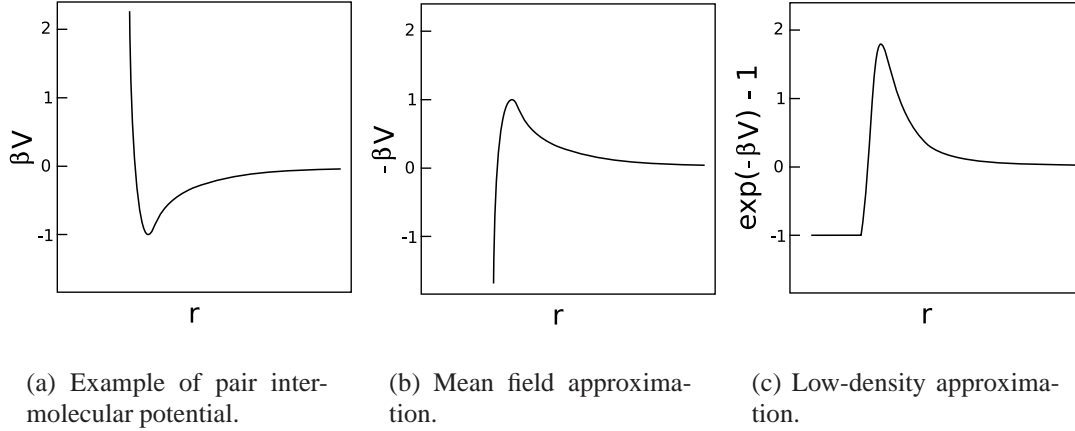 2
1
0
-1
βV
r
(a) Example of pair inter-
molecular potential.
2
1
0
-1
-βV
r
(b) Mean field approxima-
tion.
2
1
0
-1
exp(-βV) - 1
r
(c) Low-density approxima-
tion.